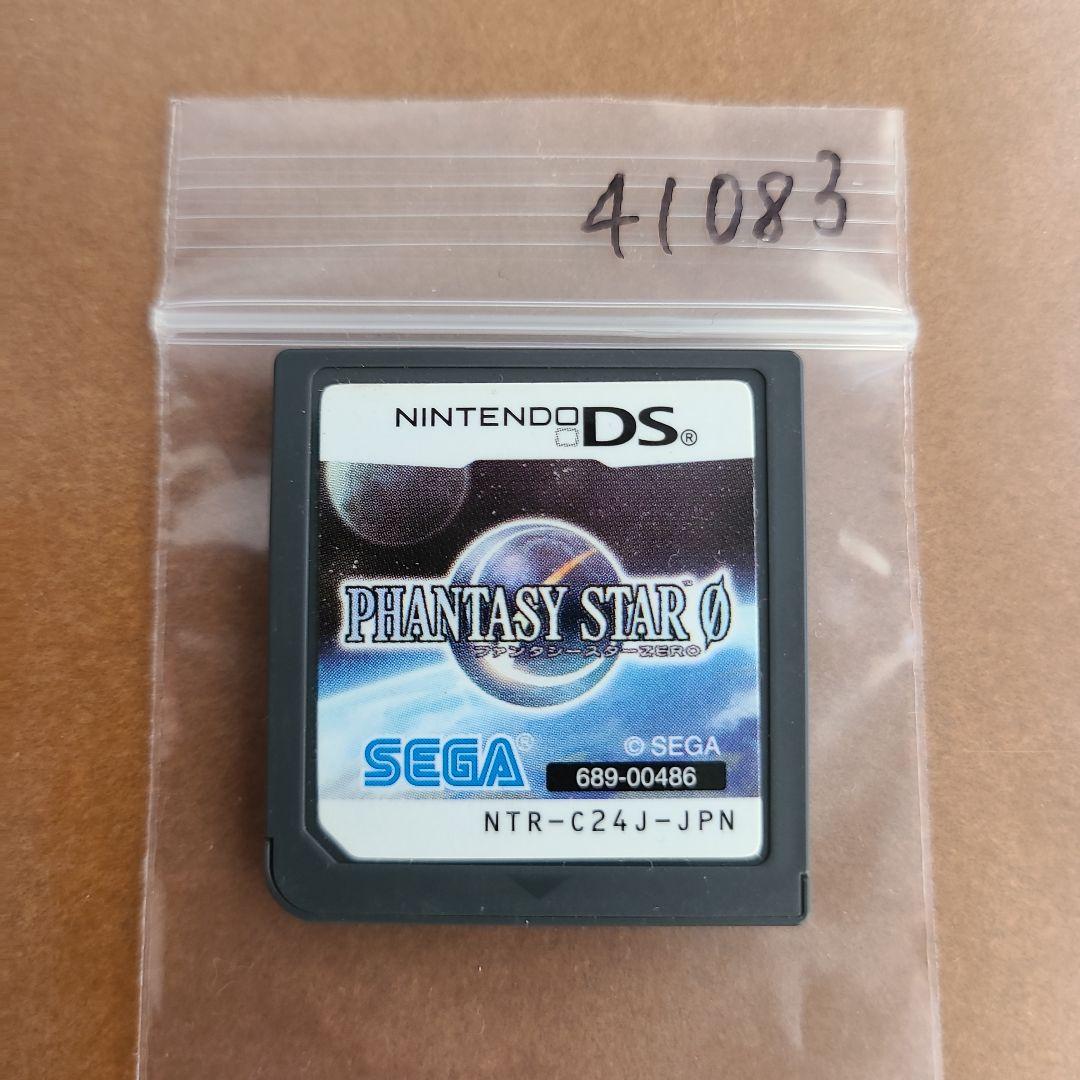 41083
NINTENDO DS®
PHANTASY STAR Ø™
ファンタシースターZERO
SEGA®
© SEGA
689-00486
NTR-C24J-JPN